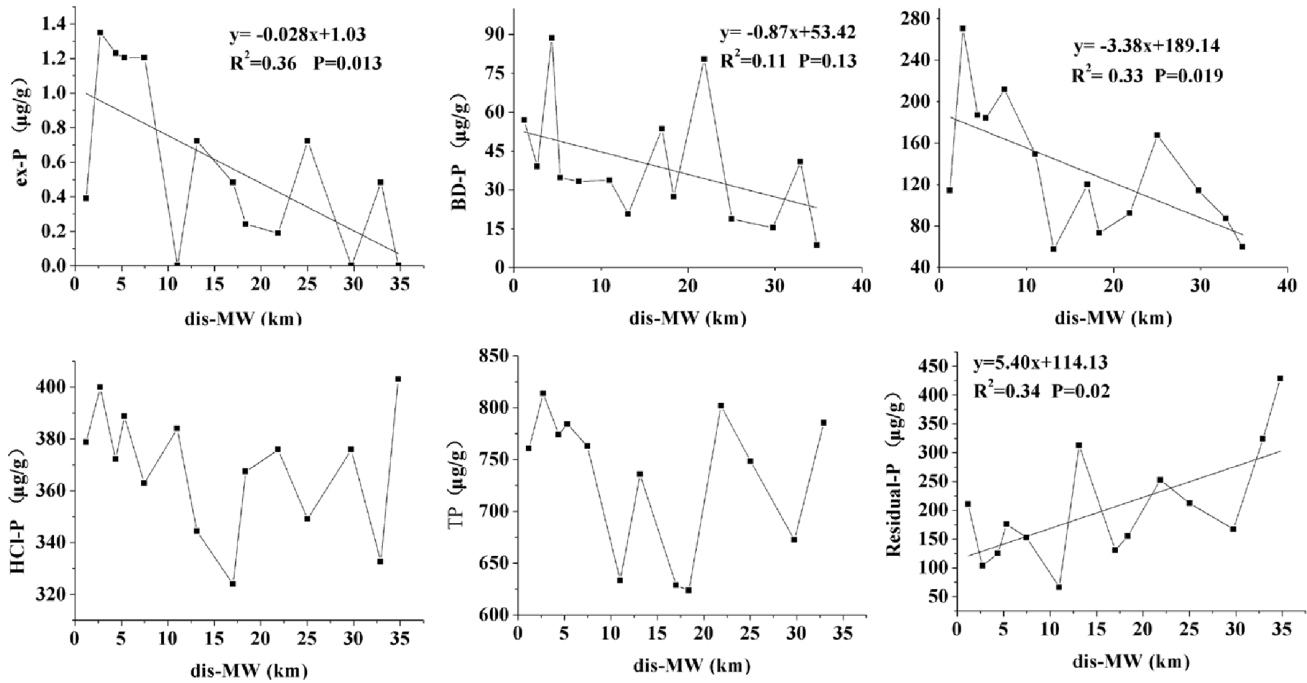 y= -0.028x+1.03
R²=0.36 P=0.013
ex-P (μg/g)
1.4
1.2
1.0
0.8
0.6
0.4
0.2
0.0
0 5 10 15 20 25 30 35
dis-MW (km)
y= -0.87x+53.42
R²=0.11 P=0.13
BD-P (μg/g)
90
75
60
45
30
15
0
0 10 20 30 40
dis-MW (km)
y= -3.38x+189.14
R²= 0.33 P=0.019
280
240
200
160
120
80
40
0 10 20 30 40
dis-MW (km)
HCl-P (μg/g)
400
380
360
340
320
0 5 10 15 20 25 30 35
dis-MW (km)
TP (μg/g)
850
800
750
700
650
600
0 5 10 15 20 25 30 35
dis-MW (km)
y=5.40x+114.13
R²=0.34 P=0.02
Residual-P (μg/g)
450
400
350
300
250
200
150
100
50
0 5 10 15 20 25 30 35
dis-MW (km)